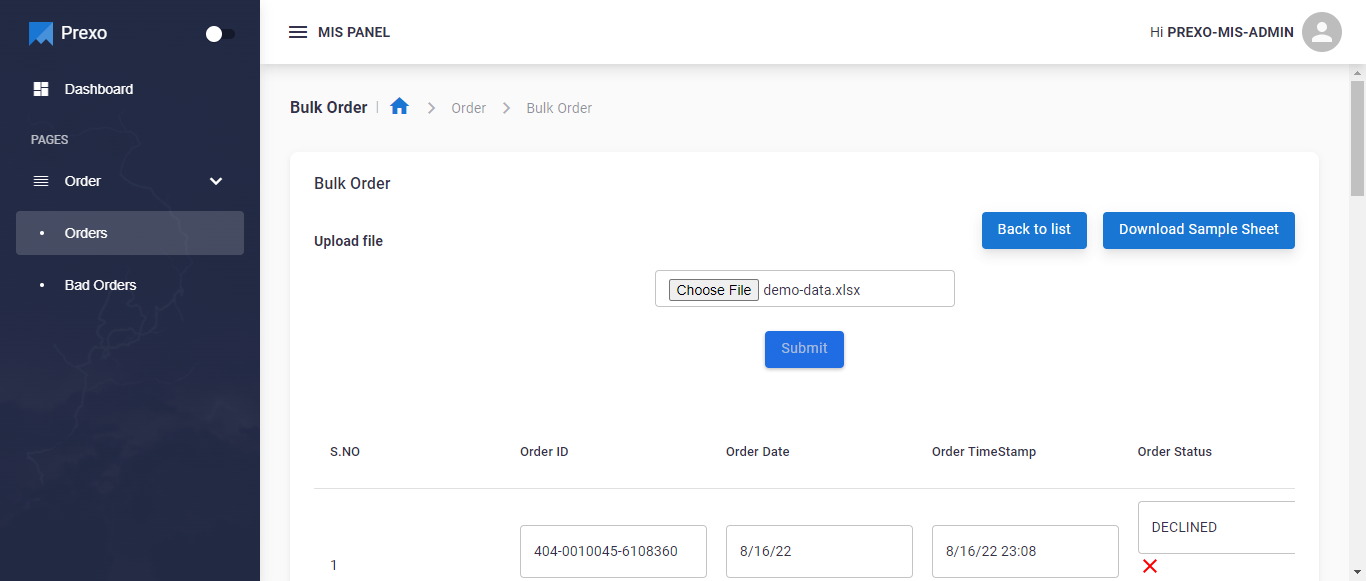 Prexo
MIS PANEL
Hi PREXO-MIS-ADMIN
Dashboard
PAGES
Order
Orders
Bad Orders
Bulk Order | Order Bulk Order
Bulk Order
Upload file
Back to list
Download Sample Sheet
Choose File demo-data.xlsx
Submit
S.NO Order ID Order Date Order TimeStamp Order Status
1 404-0010045-6108360 8/16/22 8/16/22 23:08 DECLINED